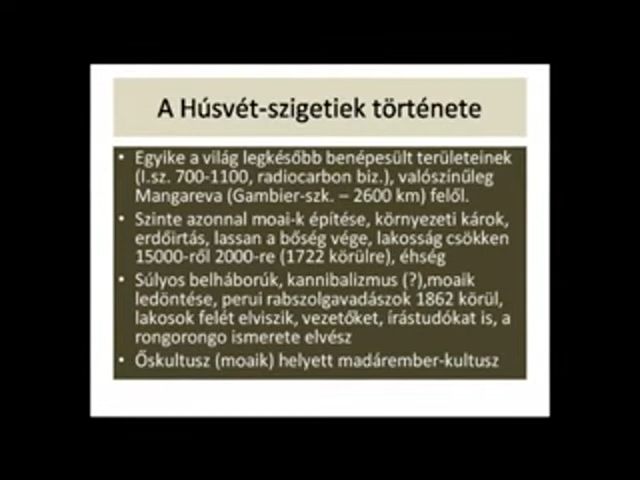 A Húsvét-szigetiek története
• Egyike a világ legkésőbb benépesült területeinek
(I.sz. 700-1100, radiocarbon biz.), valószínűleg
Mangareva (Gambier-szk. – 2600 km) felől.
• Szinte azonnal moai-k építése, környezeti károk,
erdőirtás, lassan a bőség vége, lakosság csökken
15000-ről 2000-re (1722 körülre), éhség
• Súlyos belháborúk, kannibalizmus (?),moaik
ledöntése, perui rabszolgavadászok 1862 körül,
lakosok felét elviszik, vezetőket, írástudókat is, a
rongorongo ismerete elvész
• Őskultusz (moaik) helyett madárember-kultusz